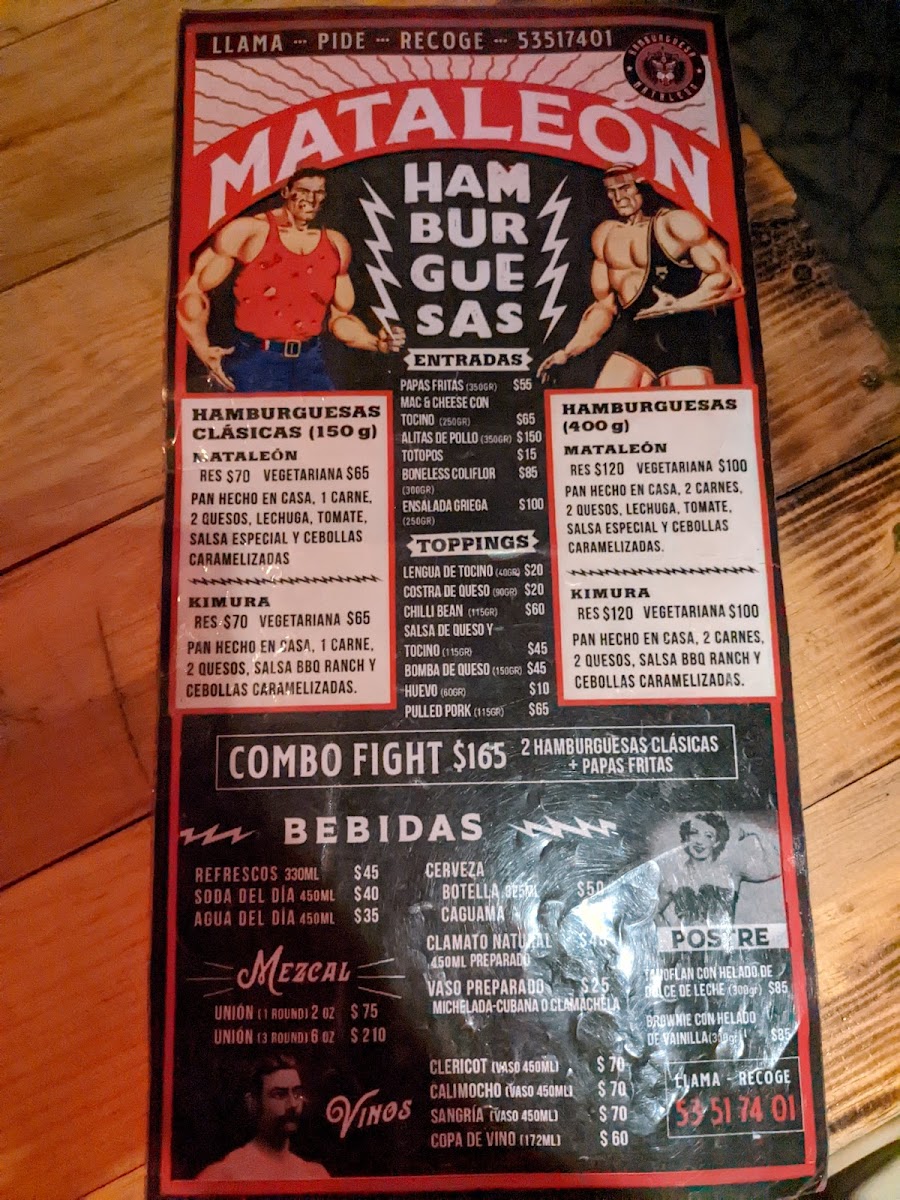 LLAMA ··· PIDE ··· RECOGE ··· 53517401
HAMBURGUESA
MATALEÓN
MATALEÓN
HAM
BUR
GUE
SAS
ENTRADAS
PAPAS FRITAS (350GR) $55
MAC & CHEESE CON
TOCINO (250GR) $65
ALITAS DE POLLO (350GR) $150
TOTOPOS $15
BONELESS COLIFLOR $85
(300GR)
ENSALADA GRIEGA $100
(250GR)
TOPPINGS
LENGUA DE TOCINO (40GR) $20
COSTRA DE QUESO (90GR) $20
CHILLI BEAN (115GR) $60
SALSA DE QUESO Y
TOCINO (115GR) $45
BOMBA DE QUESO (150GR) $45
HUEVO (60GR) $10
PULLED PORK (115GR) $65
HAMBURGUESAS
CLÁSICAS (150 g)
MATALEÓN
RES $70 VEGETARIANA $65
PAN HECHO EN CASA, 1 CARNE,
2 QUESOS, LECHUGA, TOMATE,
SALSA ESPECIAL Y CEBOLLAS
CARAMELIZADAS
KIMURA
RES $70 VEGETARIANA $65
PAN HECHO EN CASA, 1 CARNE,
2 QUESOS, SALSA BBQ RANCH Y
CEBOLLAS CARAMELIZADAS.
HAMBURGUESAS
(400 g)
MATALEÓN
RES $120 VEGETARIANA $100
PAN HECHO EN CASA, 2 CARNES,
2 QUESOS, LECHUGA, TOMATE,
SALSA ESPECIAL Y CEBOLLAS
CARAMELIZADAS.
KIMURA
RES $120 VEGETARIANA $100
PAN HECHO EN CASA, 2 CARNES,
2 QUESOS, SALSA BBQ RANCH Y
CEBOLLAS CARAMELIZADAS.
COMBO FIGHT $165 2 HAMBURGUESAS CLÁSICAS
+ PAPAS FRITAS
BEBIDAS
REFRESCOS 330ML $45
SODA DEL DÍA 450ML $40
AGUA DEL DÍA 450ML $35
MEZCAL
UNIÓN (1 ROUND) 2 OZ $75
UNIÓN (3 ROUND) 6 OZ $210
VINOS
CERVEZA
BOTELLA $50
CAGUAMA
CLAMATO NATURAL
450ML PREPARADO
VASO PREPARADO $25
MICHELADA-CUBANA O CLAMACHELA
CLERICOT (VASO 450ML) $70
CALIMOCHO (VASO 450ML) $70
SANGRÍA (VASO 450ML) $70
COPA DE VINO (172ML) $60
POSTRE
CON HELADO DE
DULCE DE LECHE (300gr) $85
BROWNIE CON HELADO
DE VAINILLA (300gr) $85
LLAMA - RECOGE
53 51 74 01